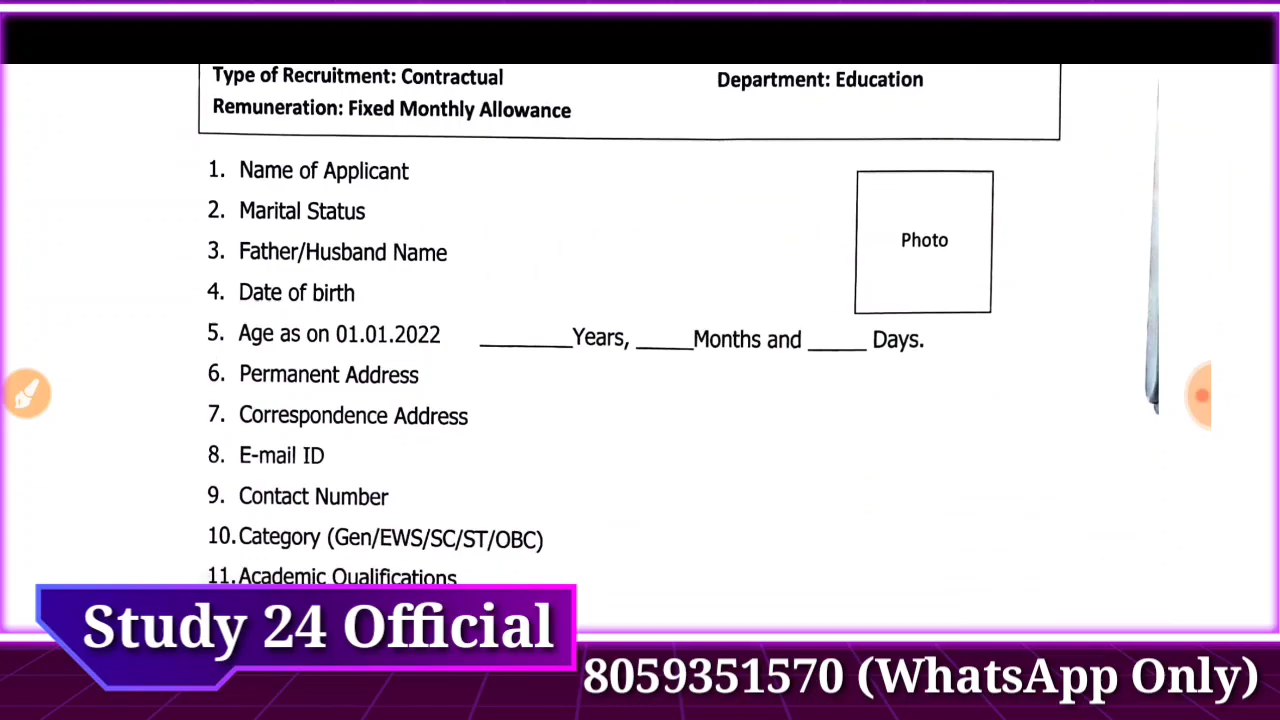 Type of Recruitment: Contractual Department: Education
Remuneration: Fixed Monthly Allowance
1. Name of Applicant
2. Marital Status
Photo
3. Father/Husband Name
4. Date of birth
5. Age as on 01.01.2022 ________Years, _____Months and _____ Days.
6. Permanent Address
7. Correspondence Address
8. E-mail ID
9. Contact Number
10. Category (Gen/EWS/SC/ST/OBC)
11. Academic Qualifications
Study 24 Official
8059351570 (WhatsApp Only)